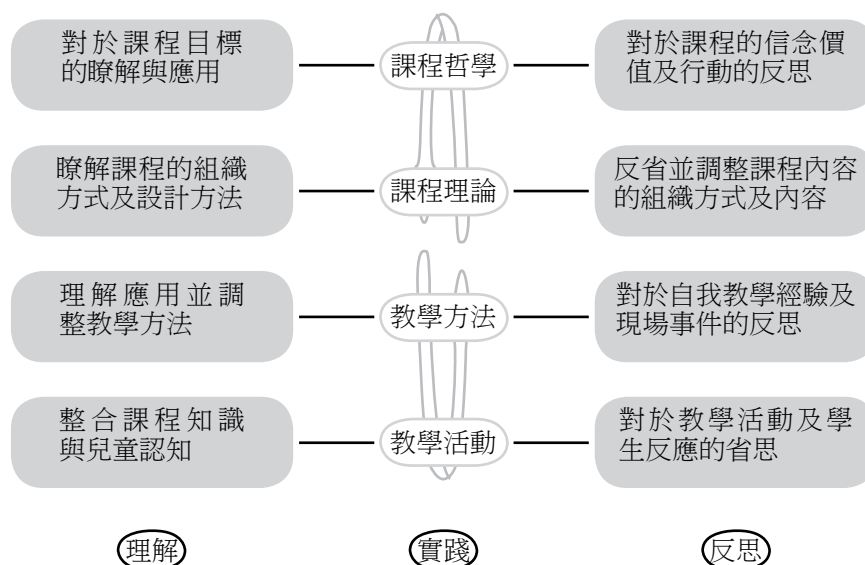 對於課程目標
的瞭解與應用
課程哲學
對於課程的信念價
值及行動的反思
瞭解課程的組織
方式及設計方法
課程理論
反省並調整課程內容
的組織方式及內容
理解應用並調
整教學方法
教學方法
對於自我教學經驗及
現場事件的反思
整合課程知識
與兒童認知
教學活動
對於教學活動及學
生反應的省思
理解
實踐
反思